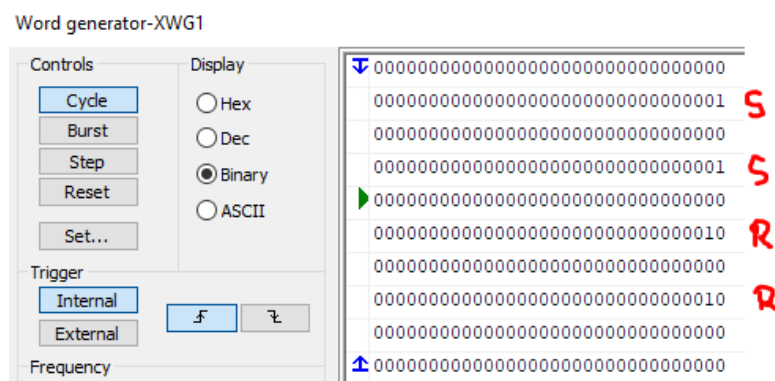 Word generator-XWG1
Controls
Cycle
Burst
Step
Reset
Set...
Display
Hex
Dec
Binary
ASCII
Trigger
Internal
External
Frequency
00000000000000000000000000000000
00000000000000000000000000000001 S
00000000000000000000000000000000
00000000000000000000000000000001 S
00000000000000000000000000000000
00000000000000000000000000000010 R
00000000000000000000000000000000
00000000000000000000000000000010 R
00000000000000000000000000000000
00000000000000000000000000000000